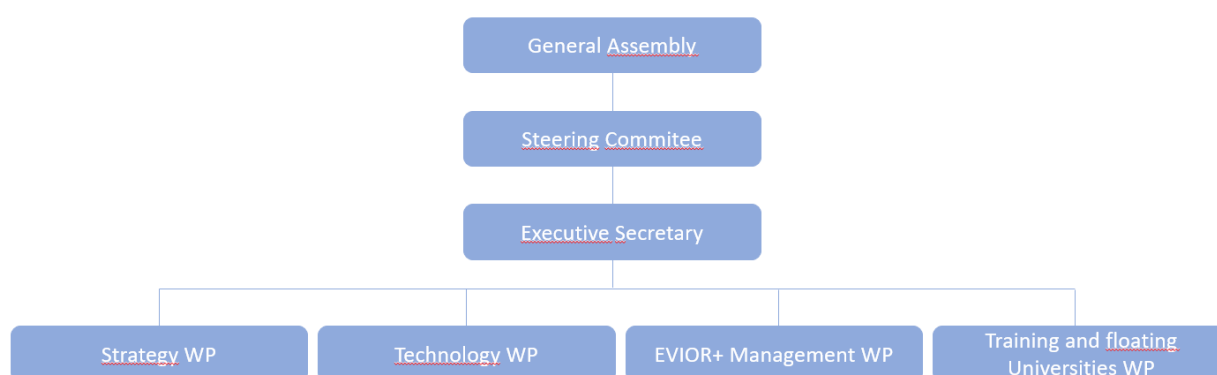 General Assembly
Steering Commitee
Executive Secretary
Strategy WP
Technology WP
EVIOR+ Management WP
Training and floating
Universities WP